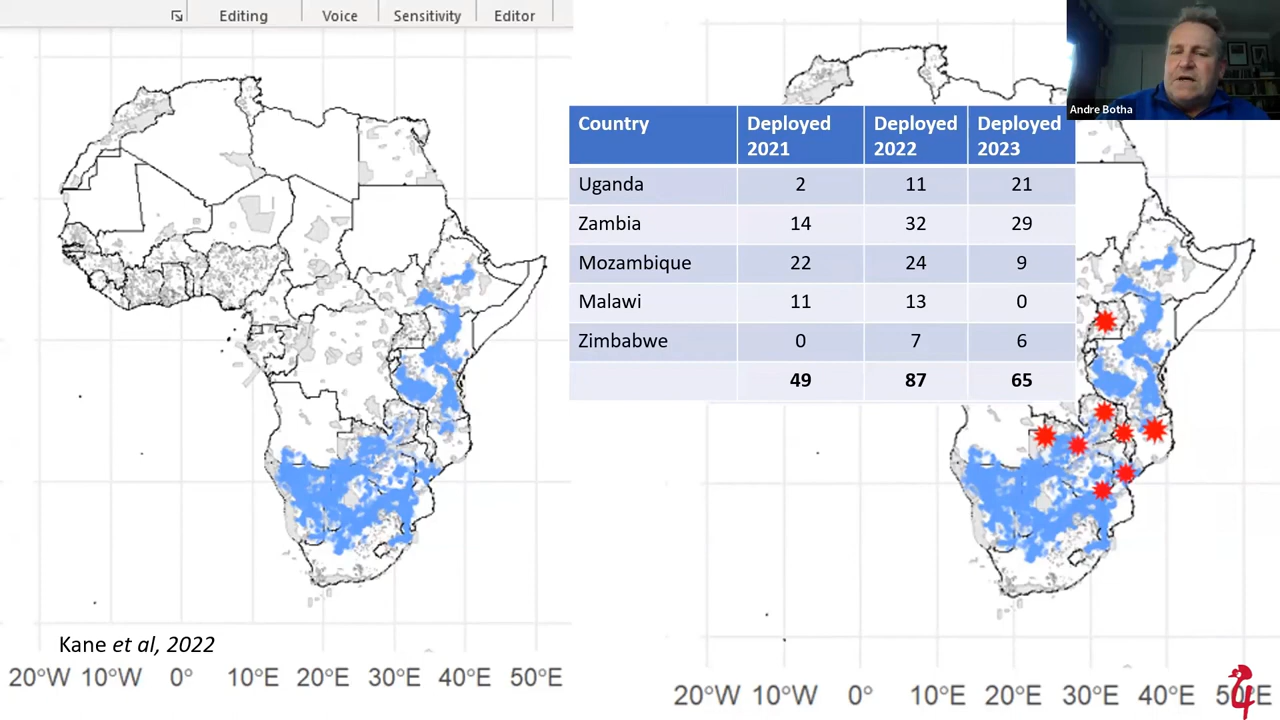 Editing Voice Sensitivity Editor
Andre Botha
Country Deployed 2021 Deployed 2022 Deployed 2023
Uganda 2 11 21
Zambia 14 32 29
Mozambique 22 24 9
Malawi 11 13 0
Zimbabwe 0 7 6
49 87 65
Kane et al, 2022
20°W 10°W 0° 10°E 20°E 30°E 40°E 50°E
20°W 10°W 0° 10°E 20°E 30°E 40°E 50°E